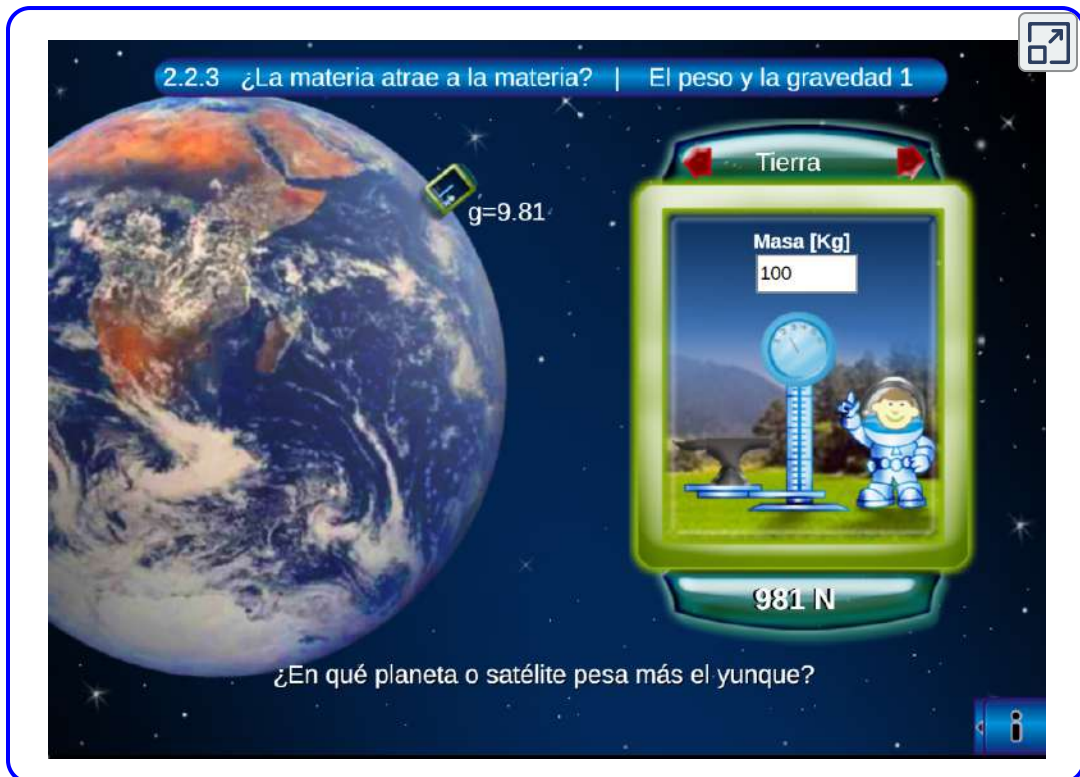 2.2.3 ¿La materia atrae a la materia? | El peso y la gravedad 1
Tierra
g=9.81
Masa [Kg]
100
981 N
¿En qué planeta o satélite pesa más el yunque?
i